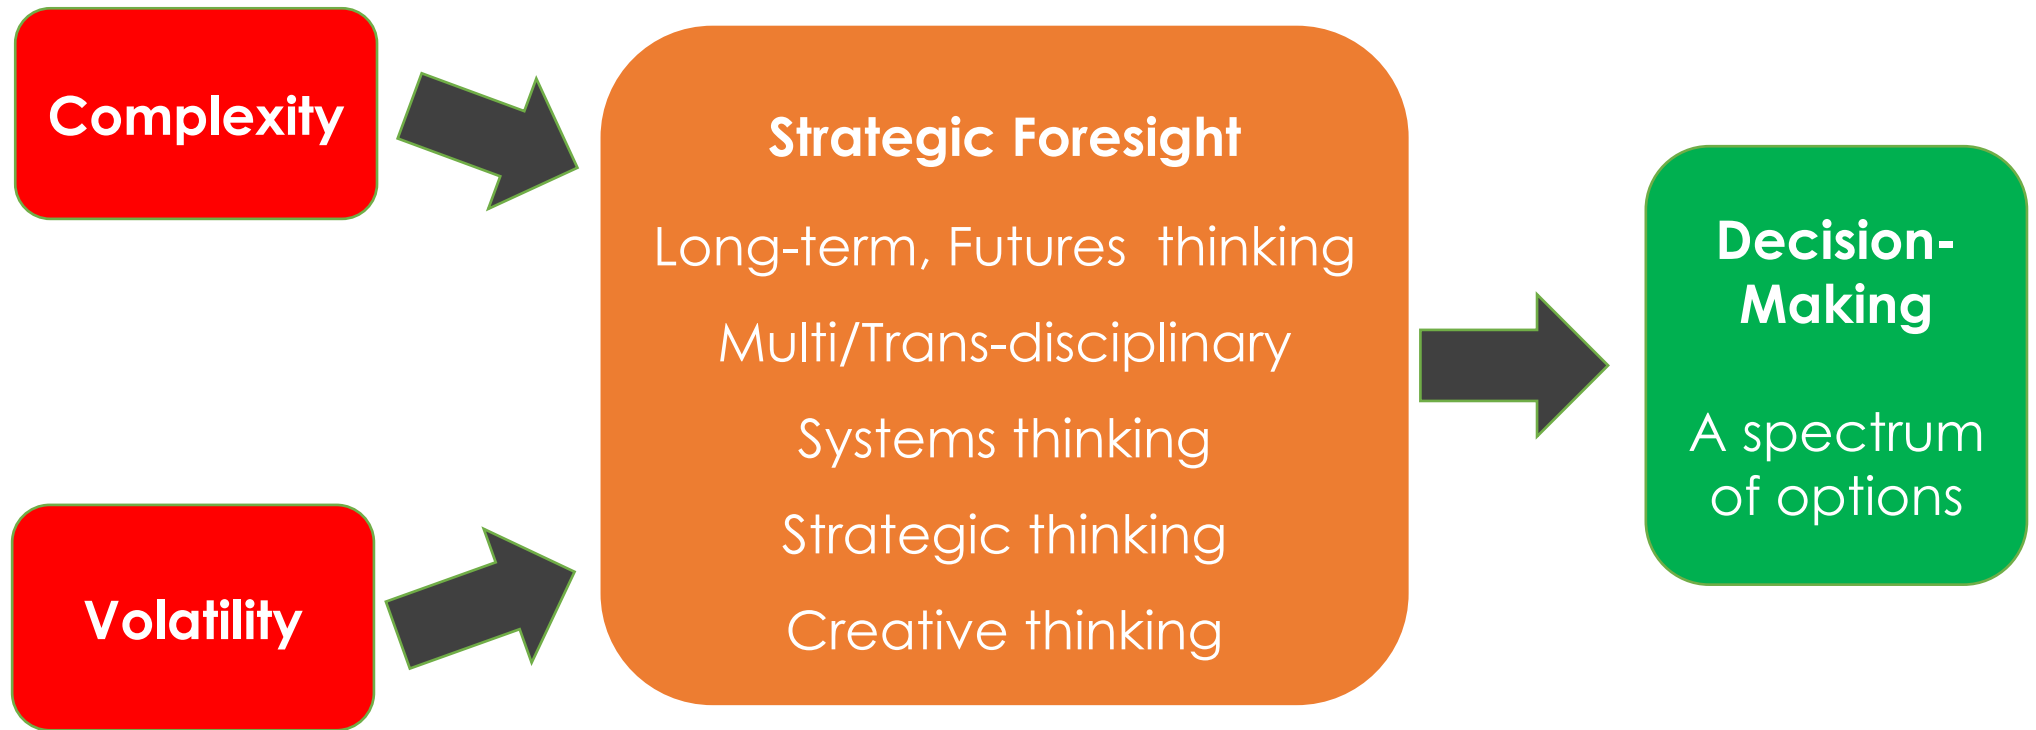 Complexity
Volatility
Strategic Foresight
Long-term, Futures  thinking
Multi/Trans-disciplinary
Systems thinking
Strategic thinking
Creative thinking
Decision-
Making
A spectrum
of options